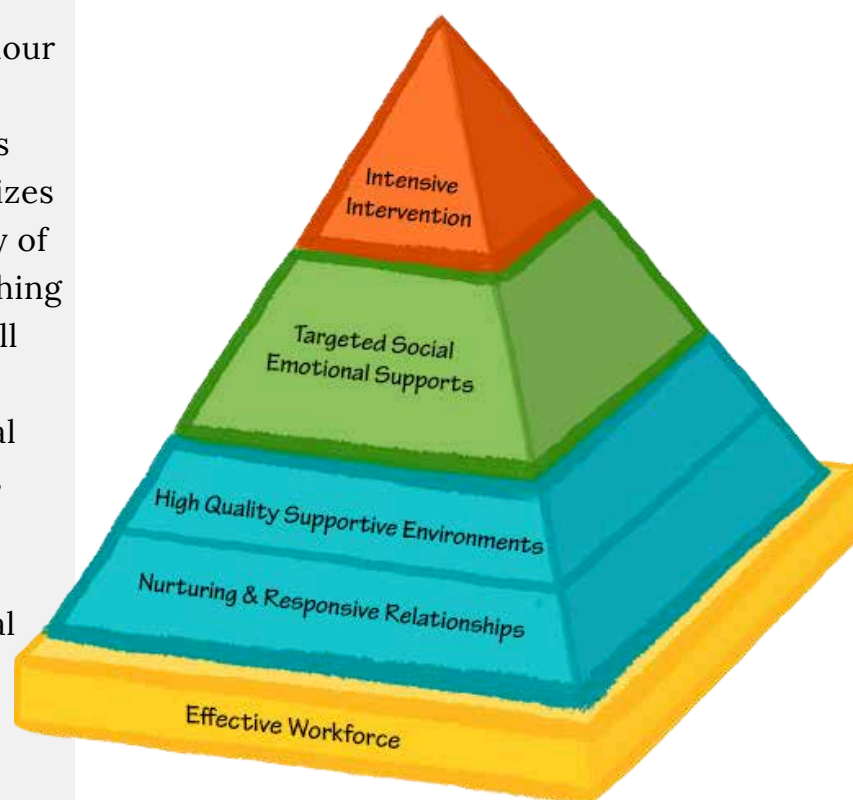 our
s
izes
y of
hing
ll
al
al
Intensive
Intervention
Targeted Social
Emotional Supports
High Quality Supportive Environments
Nurturing & Responsive Relationships
Effective Workforce